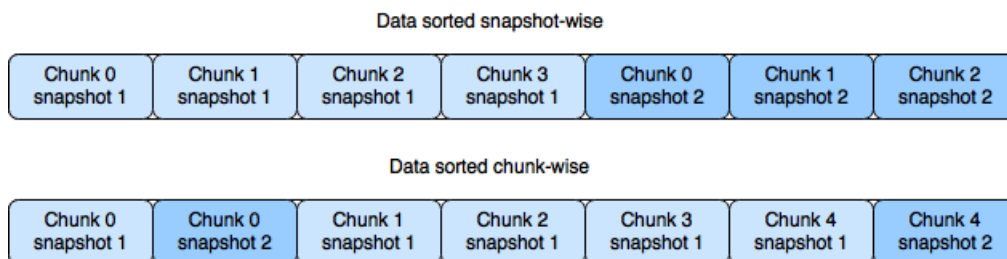 Data sorted snapshot-wise
Chunk 0 Chunk 1 Chunk 2 Chunk 3 Chunk 0 Chunk 1 Chunk 2
snapshot 1 snapshot 1 snapshot 1 snapshot 1 snapshot 2 snapshot 2 snapshot 2
Data sorted chunk-wise
Chunk 0 Chunk 0 Chunk 1 Chunk 2 Chunk 3 Chunk 4 Chunk 4
snapshot 1 snapshot 2 snapshot 1 snapshot 1 snapshot 1 snapshot 1 snapshot 2